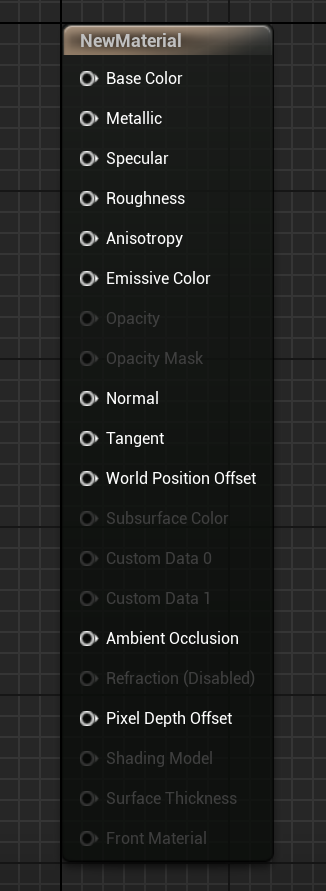 NewMaterial
Base Color
Metallic
Specular
Roughness
Anisotropy
Emissive Color
Opacity
Opacity Mask
Normal
Tangent
World Position Offset
Subsurface Color
Custom Data 0
Custom Data 1
Ambient Occlusion
Refraction (Disabled)
Pixel Depth Offset
Shading Model
Surface Thickness
Front Material